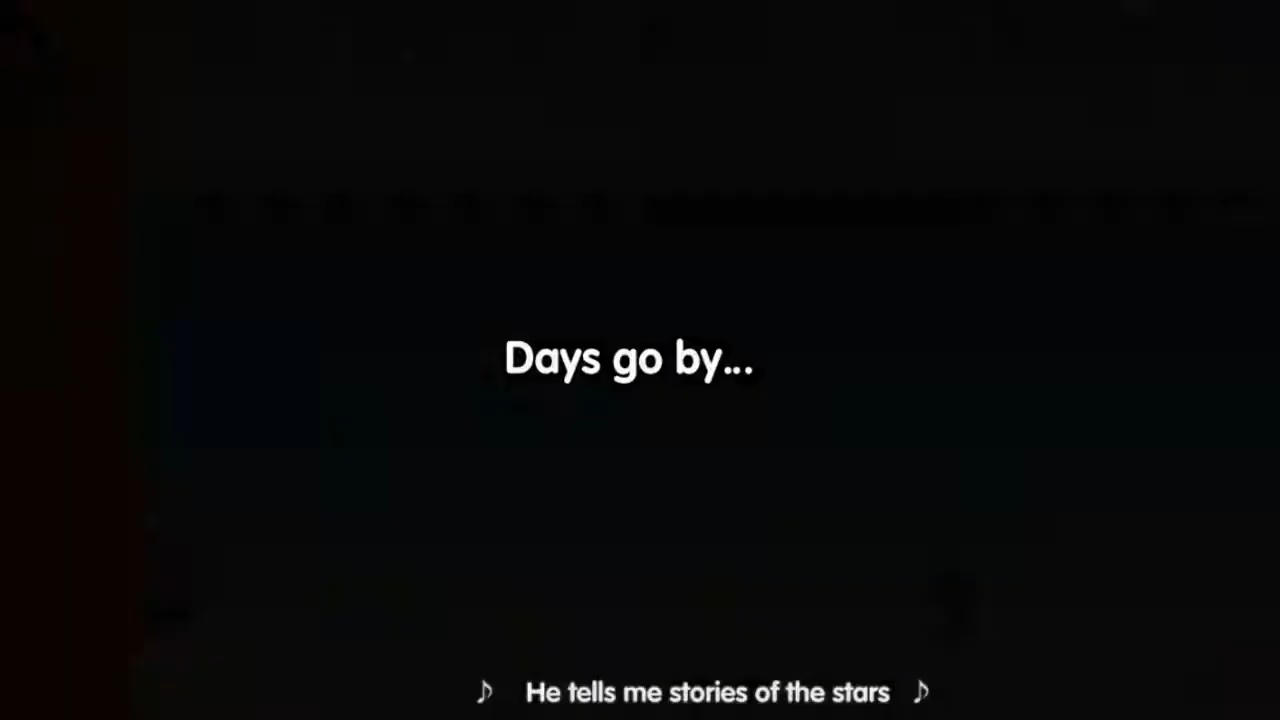 Days go by...
♪ He tells me stories of the stars ♪